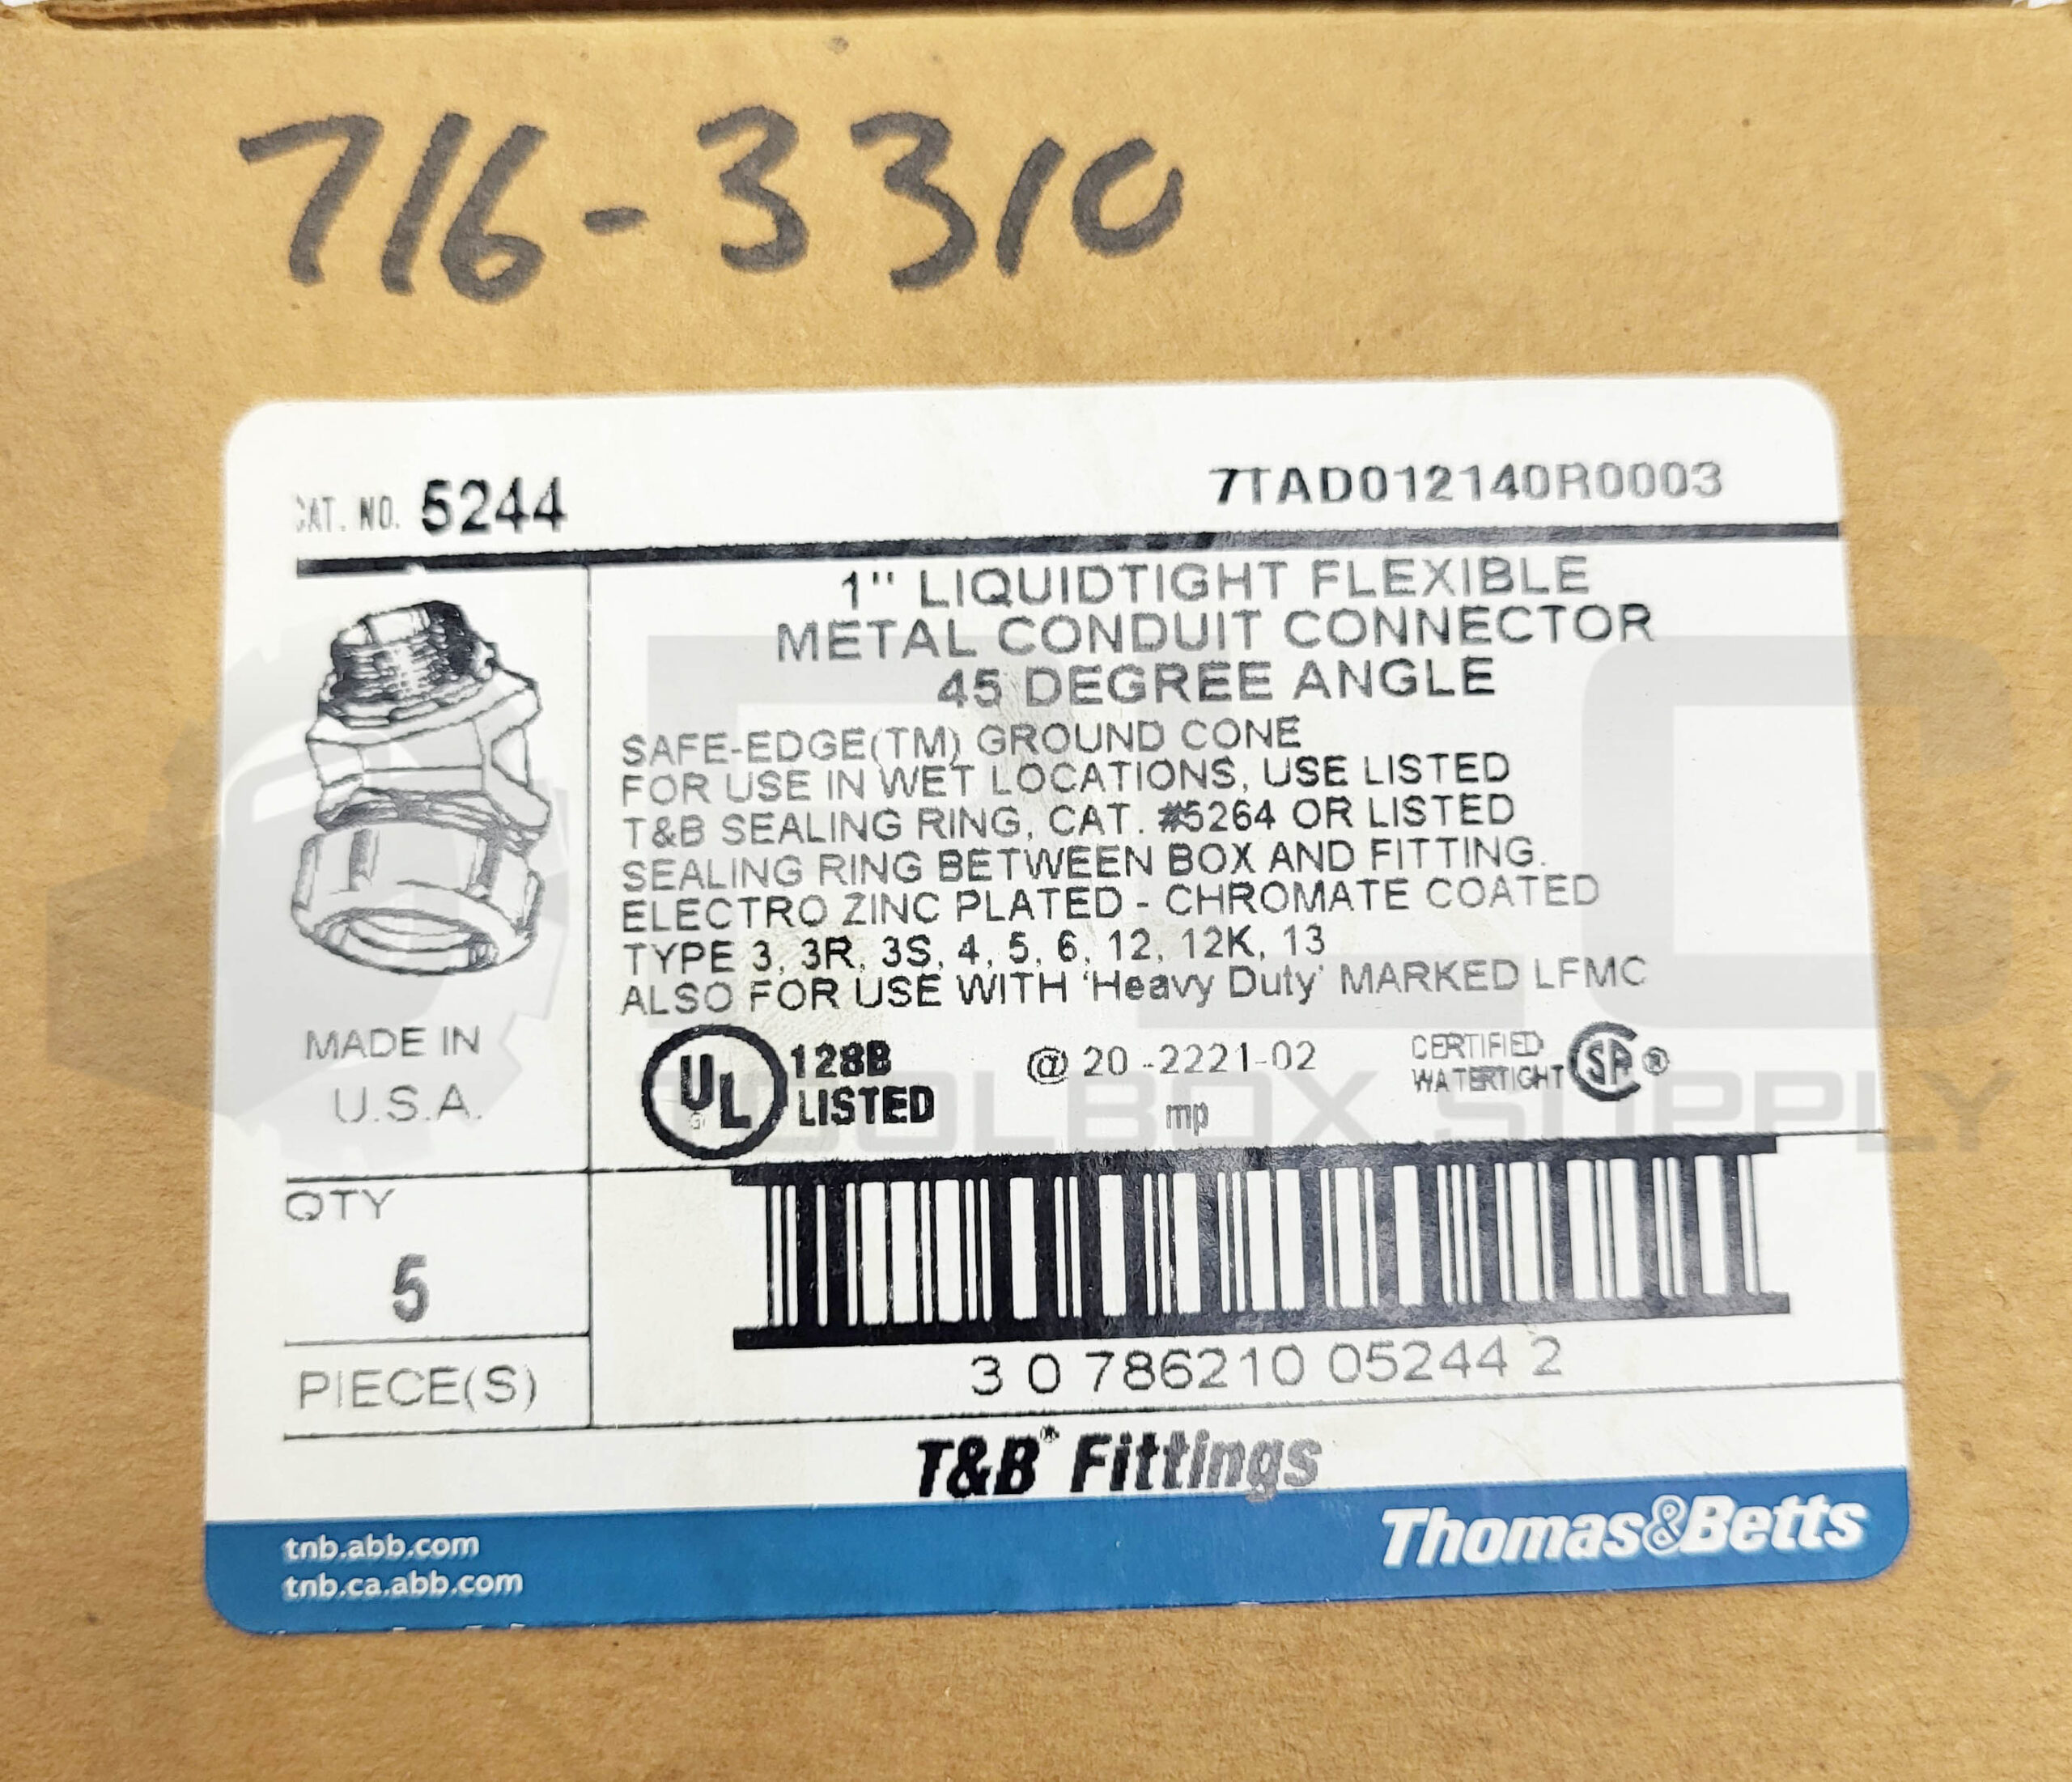 716-3310
CAT. NO. 5244
7TAD012140R0003
1" LIQUIDTIGHT FLEXIBLE
METAL CONDUIT CONNECTOR
45 DEGREE ANGLE
SAFE-EDGE(TM) GROUND CONE
FOR USE IN WET LOCATIONS, USE LISTED
T&B SEALING RING, CAT. #5264 OR LISTED
SEALING RING BETWEEN BOX AND FITTING.
ELECTRO ZINC PLATED - CHROMATE COATED
TYPE 3, 3R, 3S, 4, 5, 6, 12, 12K, 13
ALSO FOR USE WITH 'Heavy Duty' MARKED LFMC
MADE IN
U.S.A.
UL 128B
LISTED
@ 20 -2221-02
mp
CERTIFIED
WATERTIGHT
SA ®
QTY
5
PIECE(S)
3 0 786210 05244 2
T&B® Fittings
tnb.abb.com
tnb.ca.abb.com
Thomas&Betts
TOOLBOX SUPPLY